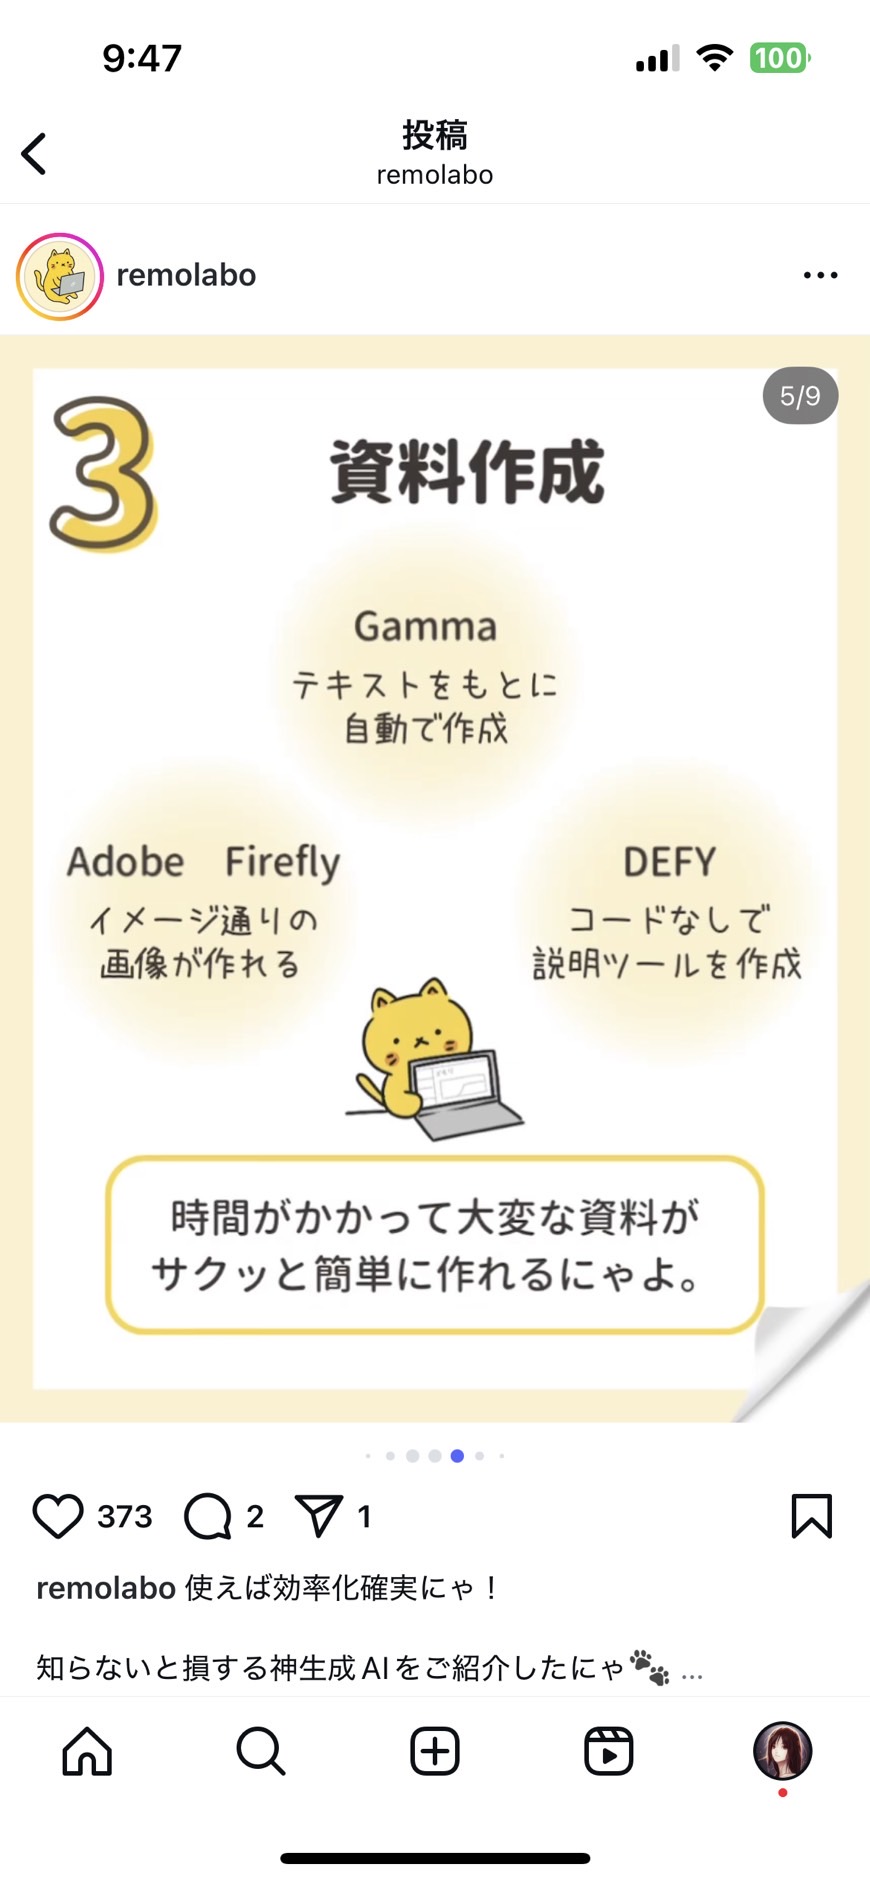 9:47
100
投稿
remolabo
remolabo
5/9
3
資料作成
Gamma
テキストをもとに
自動で作成
Adobe Firefly
イメージ通りの
画像が作れる
DEFY
コードなしで
説明ツールを作成
時間がかかって大変な資料が
サクッと簡単に作れるにゃよ。
373
2
1
remolabo 使えば効率化確実にゃ！
知らないと損する神生成AIをご紹介したにゃ🐾 ...